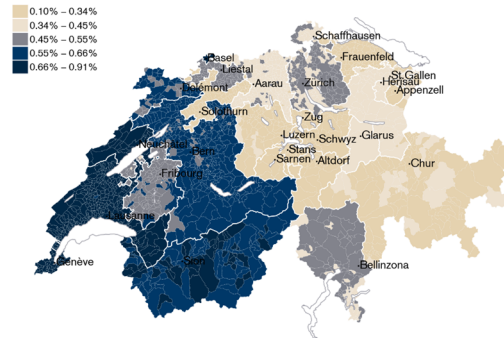 0.10% – 0.34%
0.34% – 0.45%
0.45% – 0.55%
0.55% – 0.66%
0.66% – 0.91%
Schaffhausen
Basel
Frauenfeld
Liestal
St.Gallen
Delémont
Aarau
Zürich
Herisau
Appenzell
Solothurn
Zug
Neuchâtel
Luzern
Schwyz
Glarus
Bern
Stans
Sarnen
Altdorf
Chur
Fribourg
Lausanne
Genève
Sion
Bellinzona